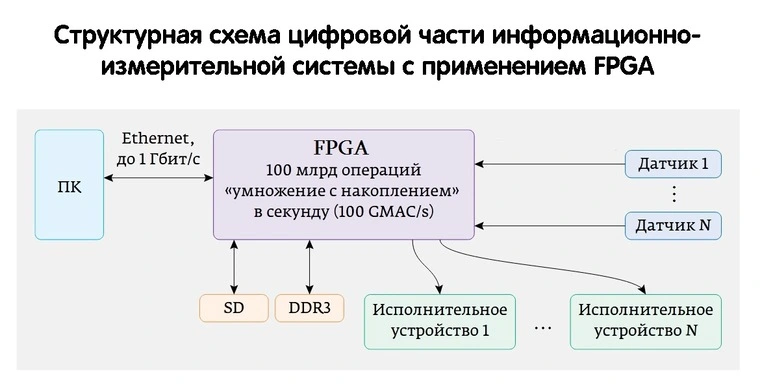 Структурная схема цифровой части информационно-
измерительной системы с применением FPGA
ПК
Ethernet,
до 1 Гбит/с
FPGA
100 млрд операций
«умножение с накоплением»
в секунду (100 GMAC/s)
Датчик 1
⋮
Датчик N
SD
DDR3
Исполнительное
устройство 1
...
Исполнительное
устройство N